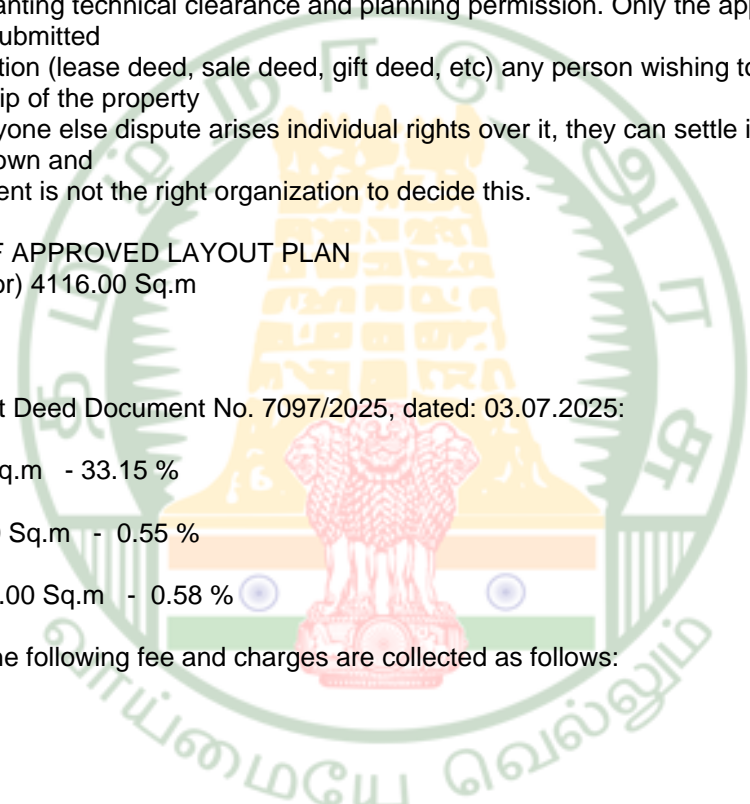 anting technical clearance and planning permission. Only the app
ubmitted
tion (lease deed, sale deed, gift deed, etc) any person wishing to
ip of the property
yone else dispute arises individual rights over it, they can settle i
own and
ent is not the right organization to decide this.
F APPROVED LAYOUT PLAN
or) 4116.00 Sq.m
t Deed Document No. 7097/2025, dated: 03.07.2025:
q.m - 33.15 %
Sq.m - 0.55 %
.00 Sq.m - 0.58 %
he following fee and charges are collected as follows:
தமிழ்நாடு அரசு
வாய்மையே வெல்லும்